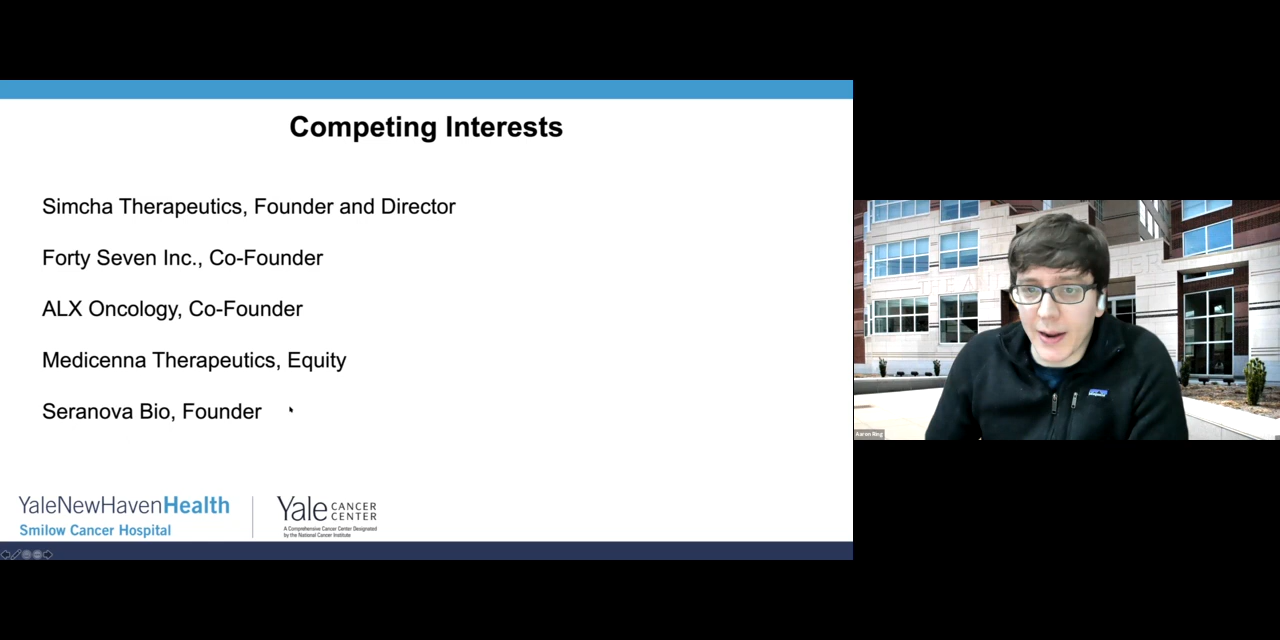 Competing Interests
Simcha Therapeutics, Founder and Director
Forty Seven Inc., Co-Founder
ALX Oncology, Co-Founder
Medicenna Therapeutics, Equity
Seranova Bio, Founder
YaleNewHavenHealth
Smilow Cancer Hospital
Yale CANCER
CENTER
A Comprehensive Cancer Center Designated
by the National Cancer Institute
Aaron Ring